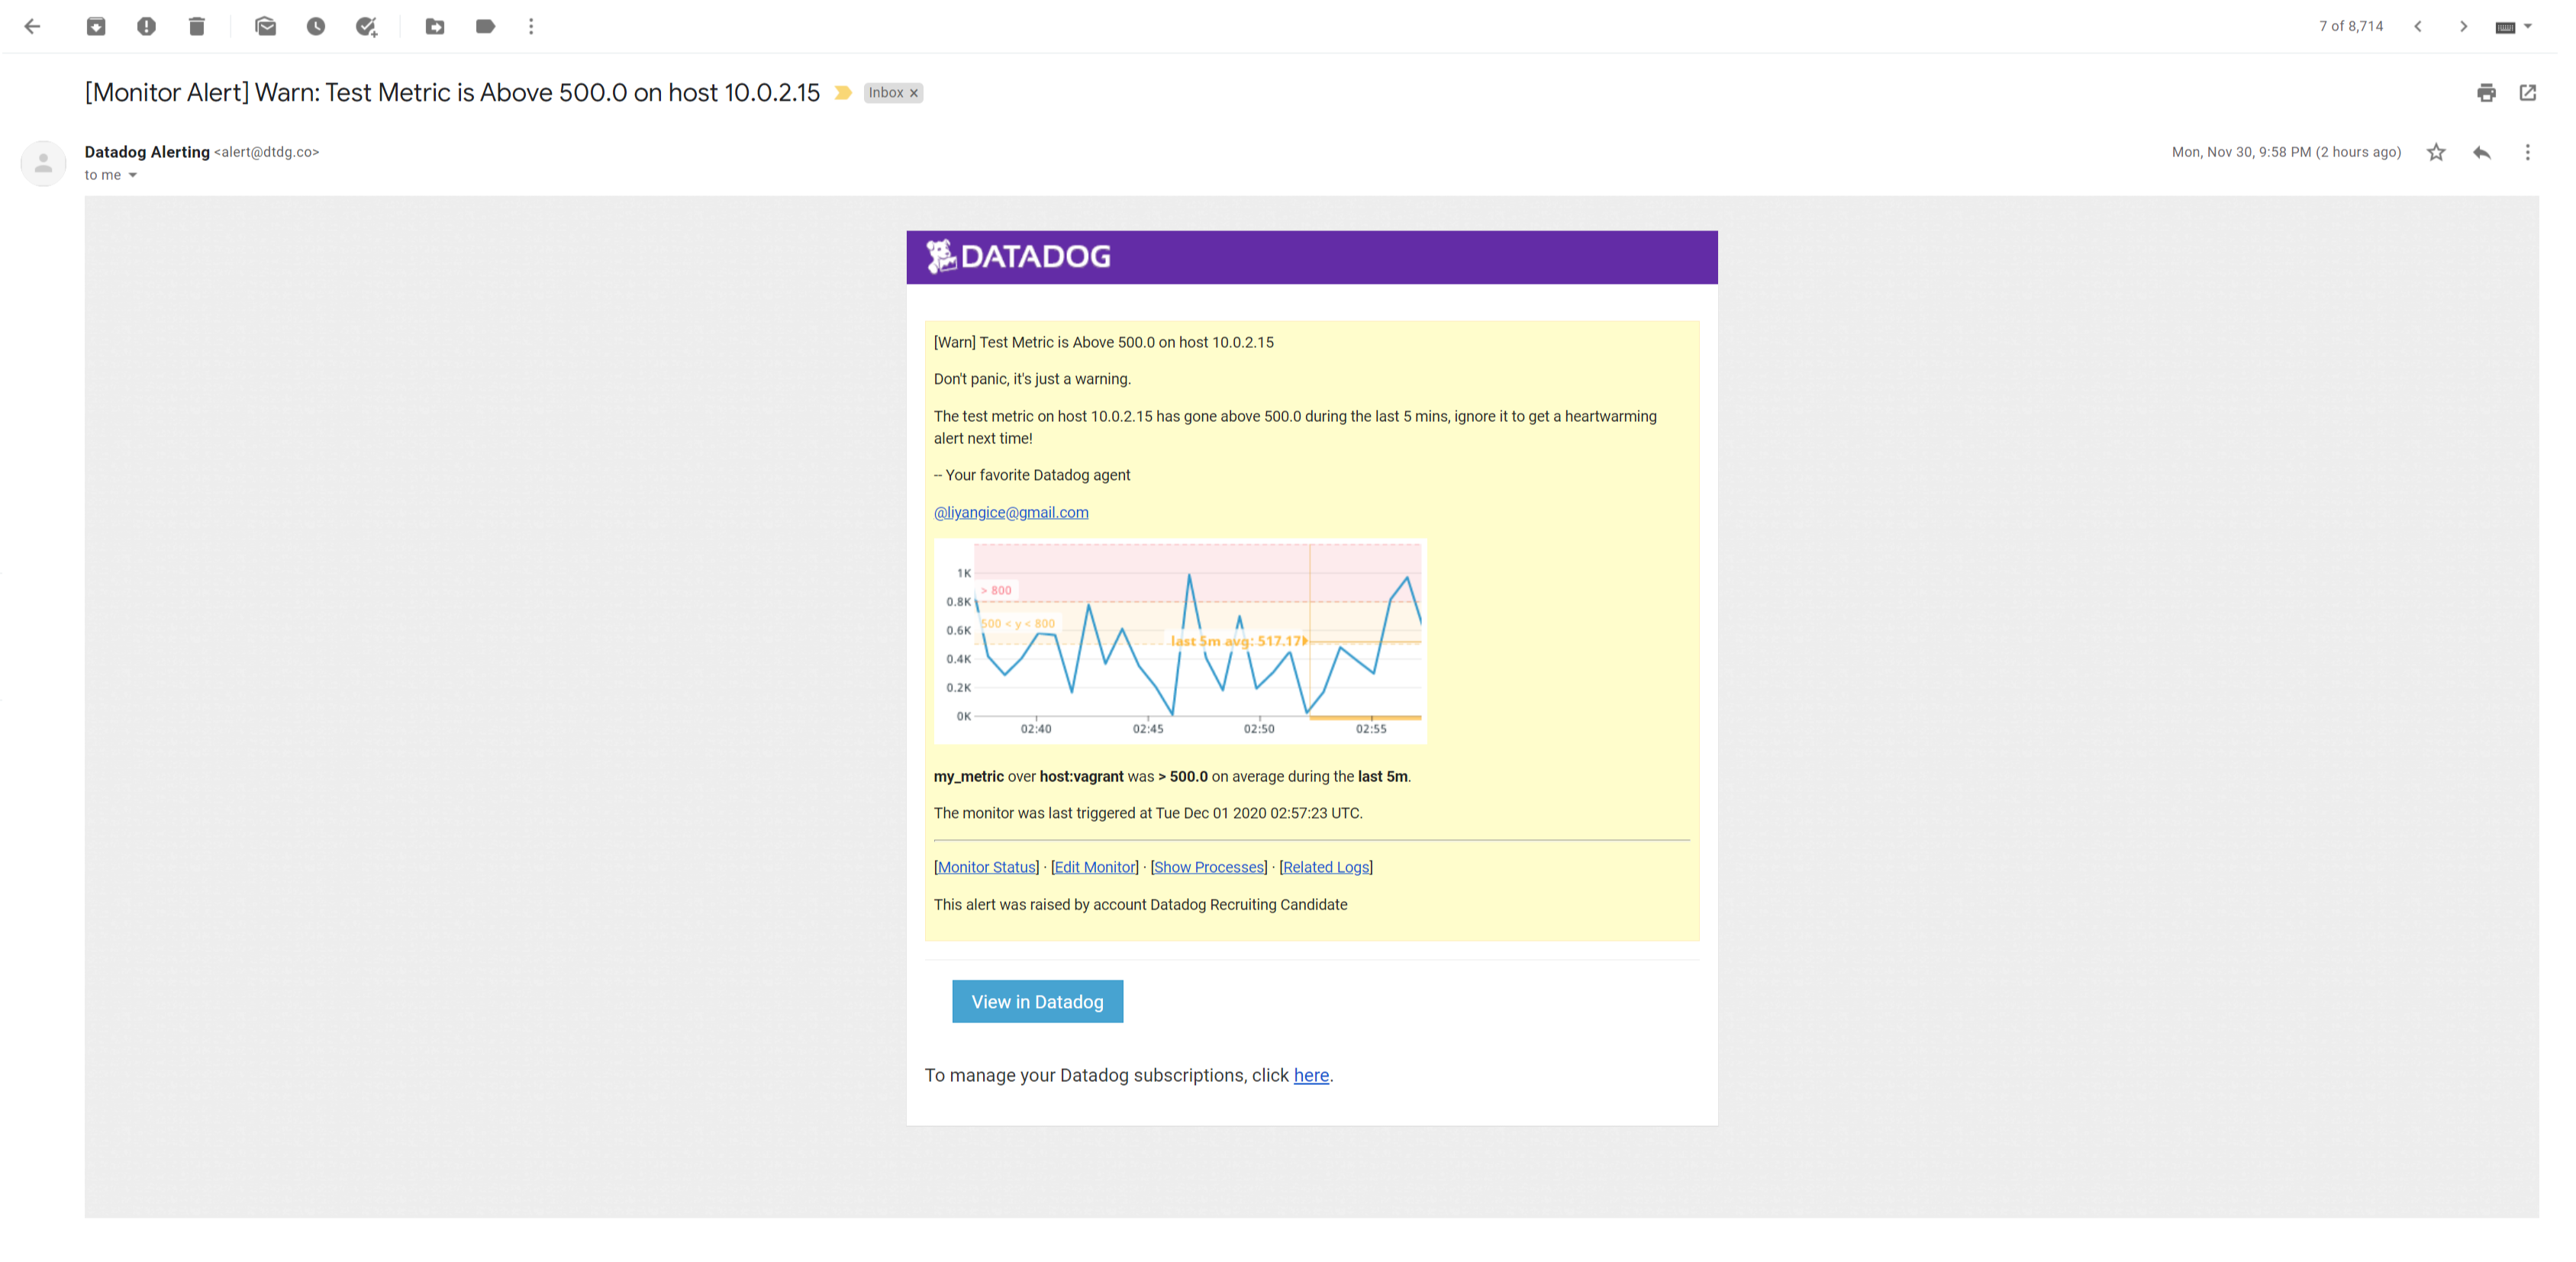 7 of 8,714
[Monitor Alert] Warn: Test Metric is Above 500.0 on host 10.0.2.15
Inbox x
Datadog Alerting <alert@dtdg.co>
Mon, Nov 30, 9:58 PM (2 hours ago)
to me
DATADOG
[Warn] Test Metric is Above 500.0 on host 10.0.2.15
Don't panic, it's just a warning.
The test metric on host 10.0.2.15 has gone above 500.0 during the last 5 mins, ignore it to get a heartwarming
alert next time!
-- Your favorite Datadog agent
@liyangice@gmail.com
1K
> 800
0.8K
500 < y < 800
0.6K
last 5m avg: 517.17
0.4K
0.2K
0K
02:40 02:45 02:50 02:55
my_metric over host:vagrant was > 500.0 on average during the last 5m.
The monitor was last triggered at Tue Dec 01 2020 02:57:23 UTC.
[Monitor Status] · [Edit Monitor] · [Show Processes] · [Related Logs]
This alert was raised by account Datadog Recruiting Candidate
View in Datadog
To manage your Datadog subscriptions, click here.